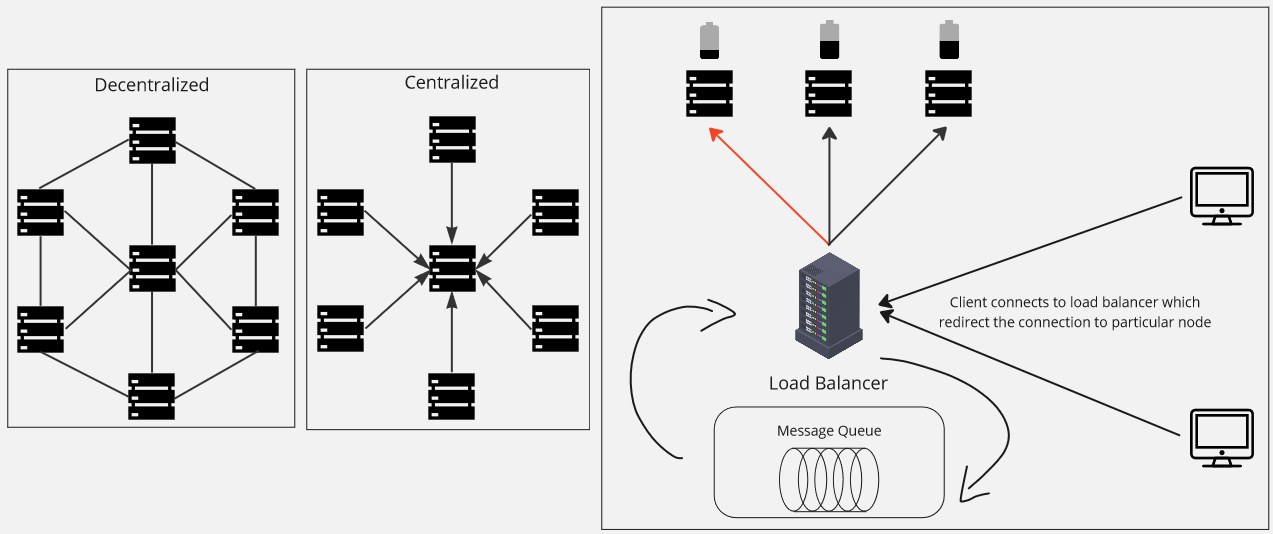 Decentralized
Centralized
Client connects to load balancer which
redirect the connection to particular node
Load Balancer
Message Queue